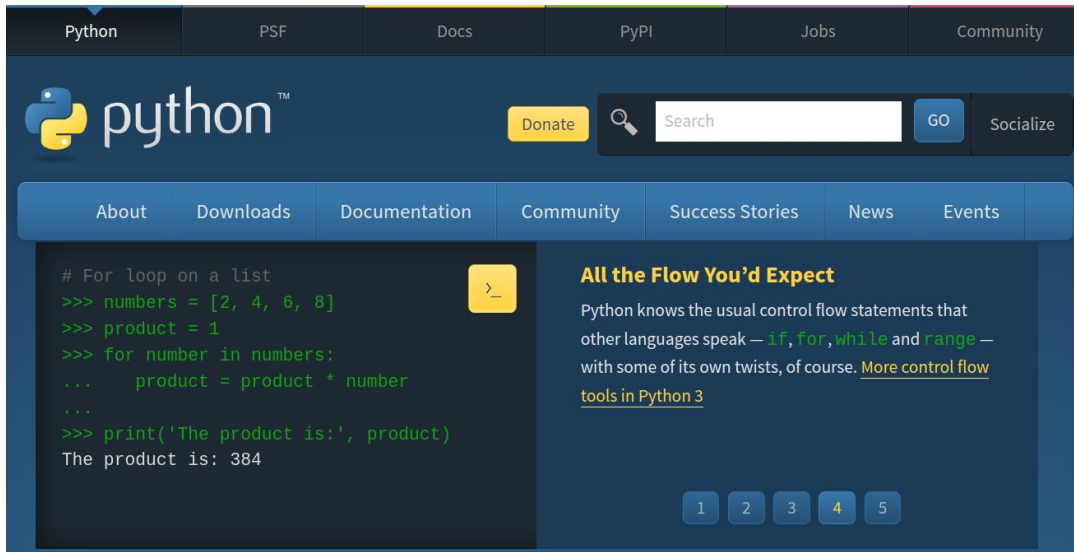 Python PSF Docs PyPI Jobs Community
python™
Donate Search GO Socialize
About Downloads Documentation Community Success Stories News Events
# For loop on a list
>>> numbers = [2, 4, 6, 8]
>>> product = 1
>>> for number in numbers:
...    product = product * number
...
>>> print('The product is:', product)
The product is: 384
>_
All the Flow You’d Expect
Python knows the usual control flow statements that
other languages speak — if, for, while and range —
with some of its own twists, of course. More control flow
tools in Python 3
1 2 3 4 5